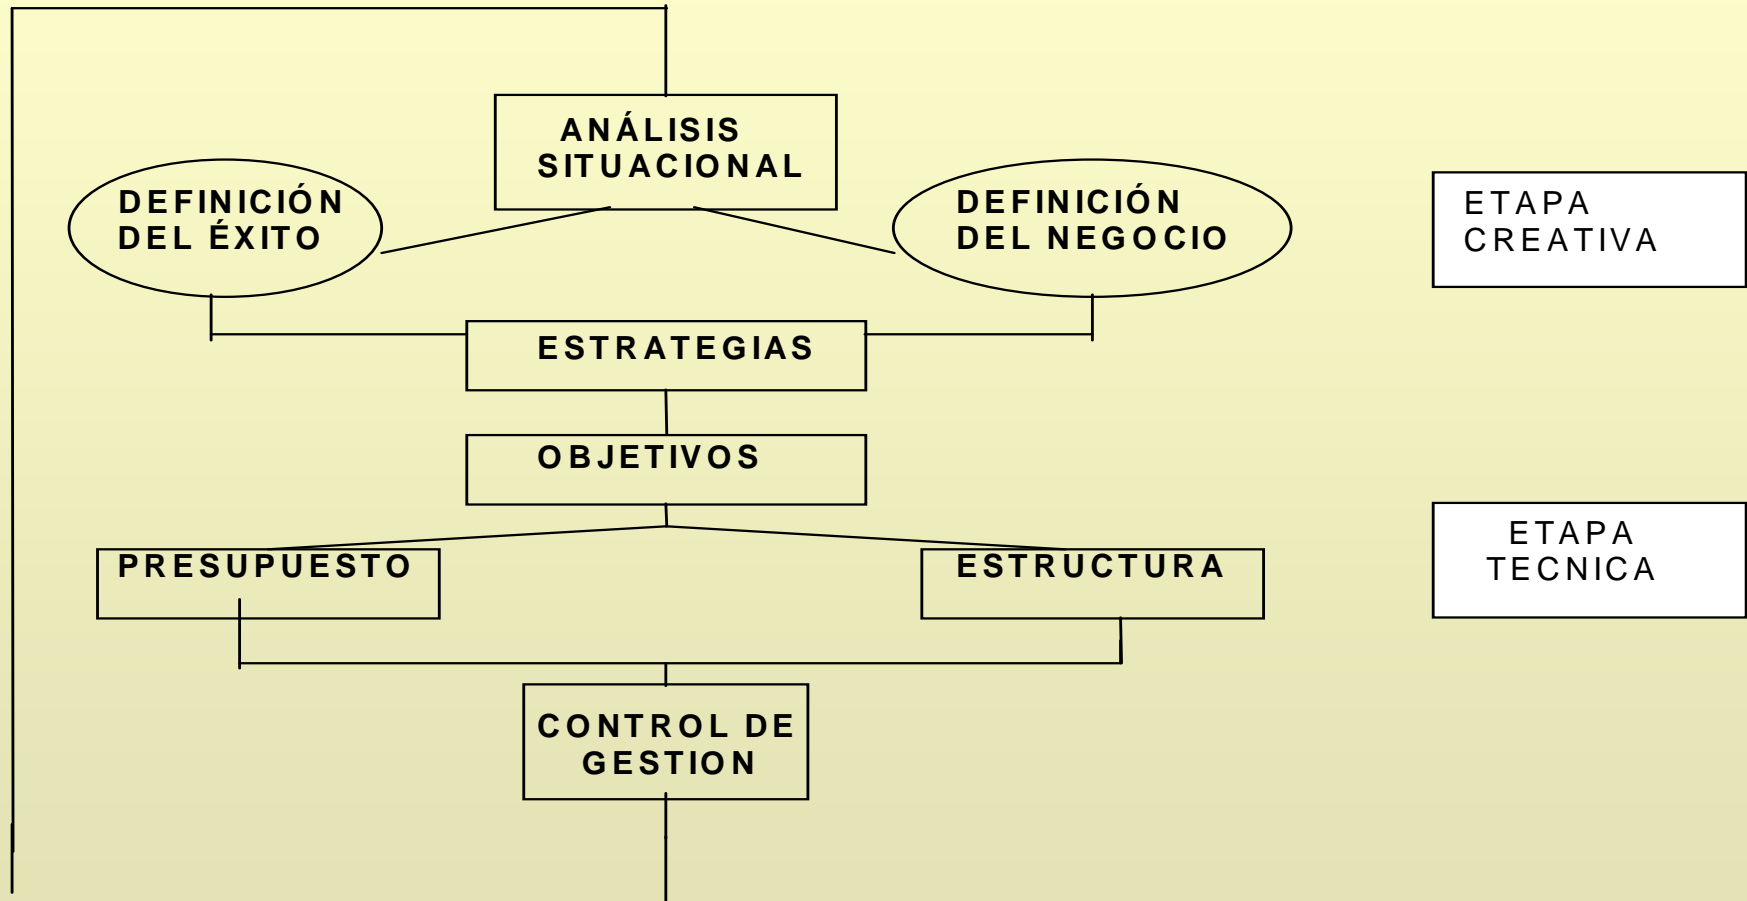 ANÁLISIS
SITUACIONAL
DEFINICIÓN
DEL ÉXITO
DEFINICIÓN
DEL NEGOCIO
ETAPA
CREATIVA
ESTRATEGIAS
OBJETIVOS
PRESUPUESTO
ESTRUCTURA
ETAPA
TECNICA
CONTROL DE
GESTION